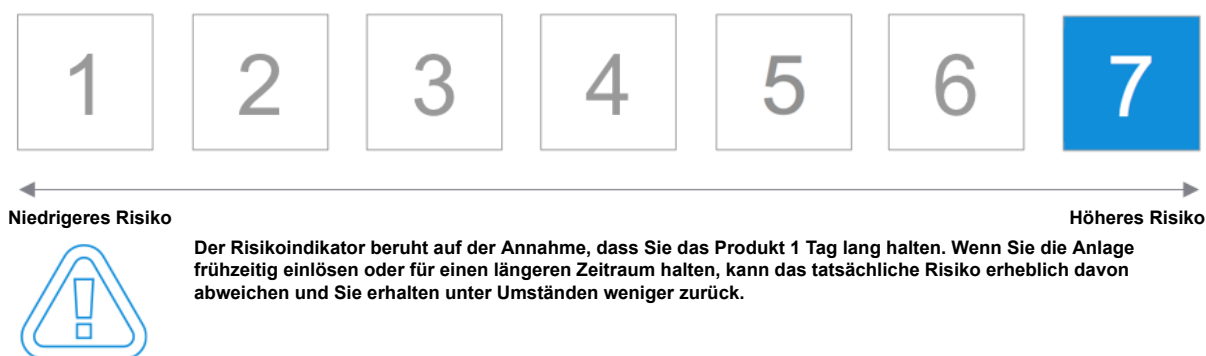 1 2 3 4 5 6 7
Niedrigeres Risiko Höheres Risiko
Der Risikoindikator beruht auf der Annahme, dass Sie das Produkt 1 Tag lang halten. Wenn Sie die Anlage
frühzeitig einlösen oder für einen längeren Zeitraum halten, kann das tatsächliche Risiko erheblich davon
abweichen und Sie erhalten unter Umständen weniger zurück.